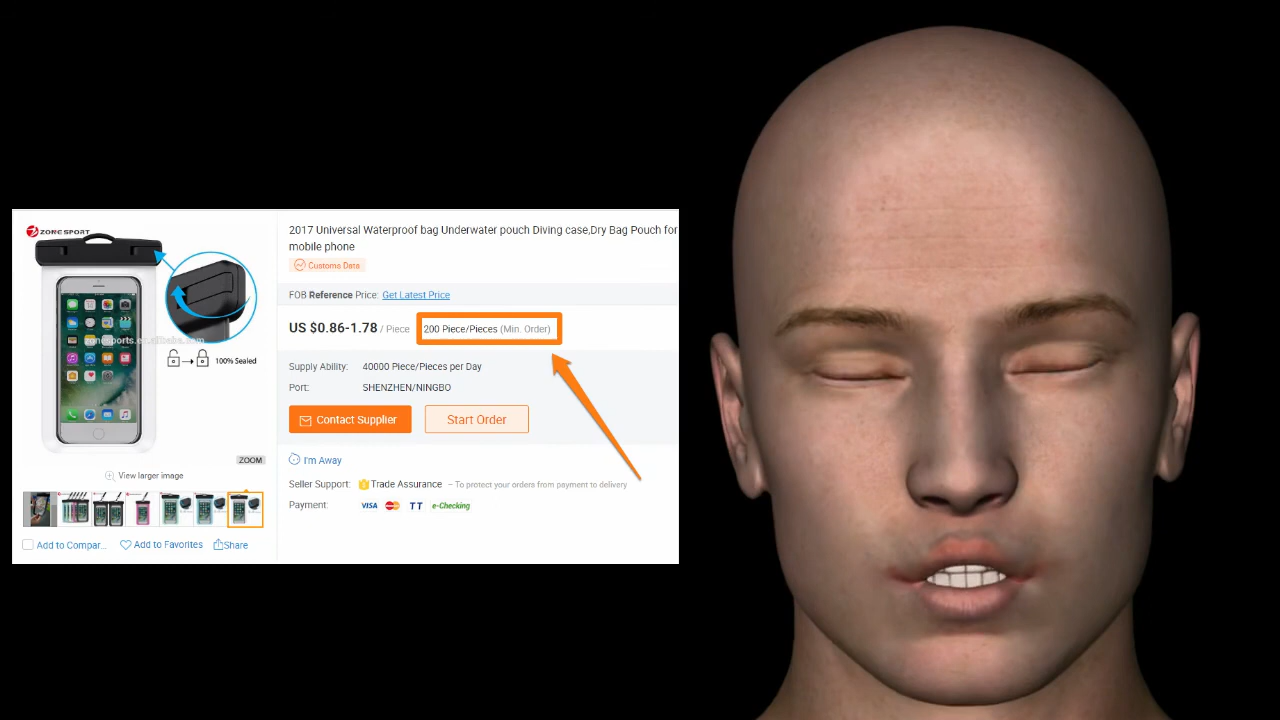 ZONE SPORT
zonesports.en.alibaba.com
100% Sealed
ZOOM
View larger image
Add to Compar...
Add to Favorites
Share
2017 Universal Waterproof bag Underwater pouch Diving case,Dry Bag Pouch for
mobile phone
Customs Data
FOB Reference Price: Get Latest Price
US $0.86-1.78 / Piece 200 Piece/Pieces (Min. Order)
Supply Ability: 40000 Piece/Pieces per Day
Port: SHENZHEN/NINGBO
Contact Supplier Start Order
I'm Away
Seller Support: Trade Assurance – To protect your orders from payment to delivery
Payment: VISA TT e-Checking